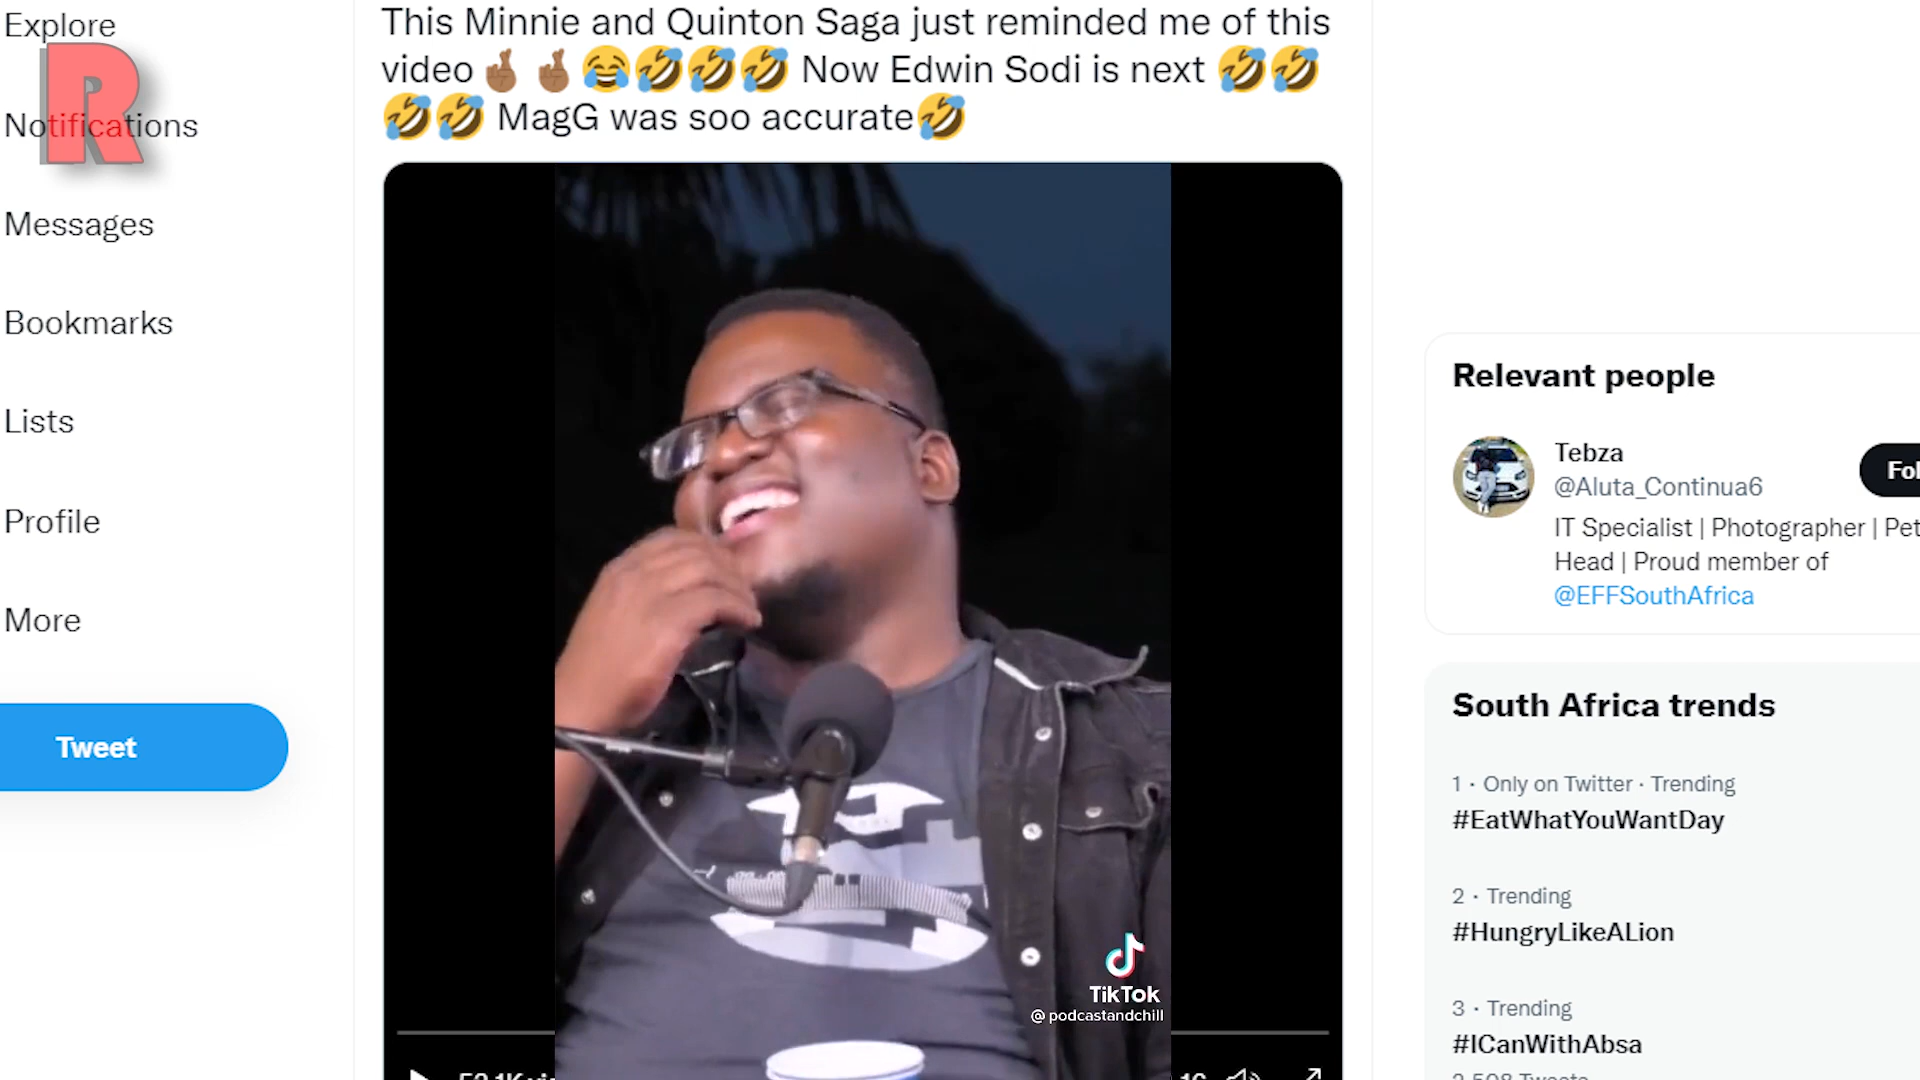 Explore
R
Notifications
Messages
Bookmarks
Lists
Profile
More
Tweet
This Minnie and Quinton Saga just reminded me of this
video🤞🏾🤞🏾😂🤣🤣🤣 Now Edwin Sodi is next 🤣🤣
🤣🤣 MagG was soo accurate🤣
TikTok
@podcastandchill
Relevant people
Tebza
@Aluta_Continua6
IT Specialist | Photographer | Pet
Head | Proud member of
@EFFSouthAfrica
South Africa trends
1 · Only on Twitter · Trending
#EatWhatYouWantDay
2 · Trending
#HungryLikeALion
3 · Trending
#ICanWithAbsa